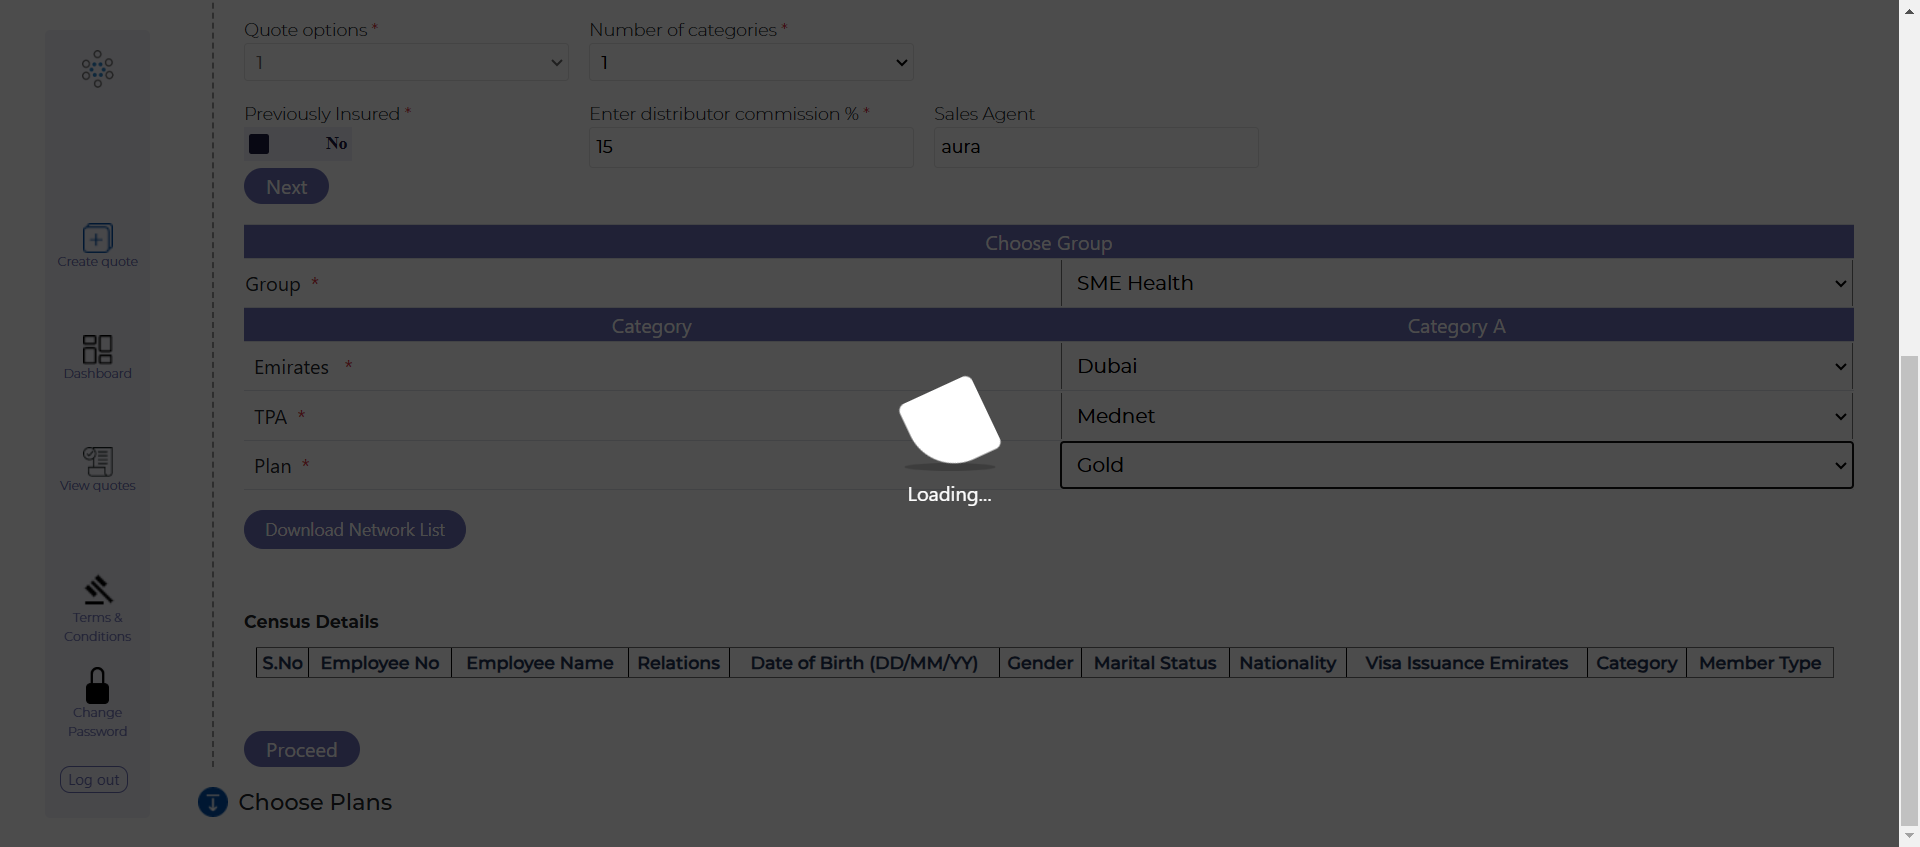 Quote options * Number of categories *
1 1
Previously Insured * Enter distributor commission % * Sales Agent
No 15 aura
Next
Choose Group
Group * SME Health
Category Category A
Emirates * Dubai
TPA * Mednet
Plan * Gold
Loading...
Download Network List
Census Details
S.No Employee No Employee Name Relations Date of Birth (DD/MM/YY) Gender Marital Status Nationality Visa Issuance Emirates Category Member Type
Proceed
Choose Plans
Create quote
Dashboard
View quotes
Terms &
Conditions
Change
Password
Log out